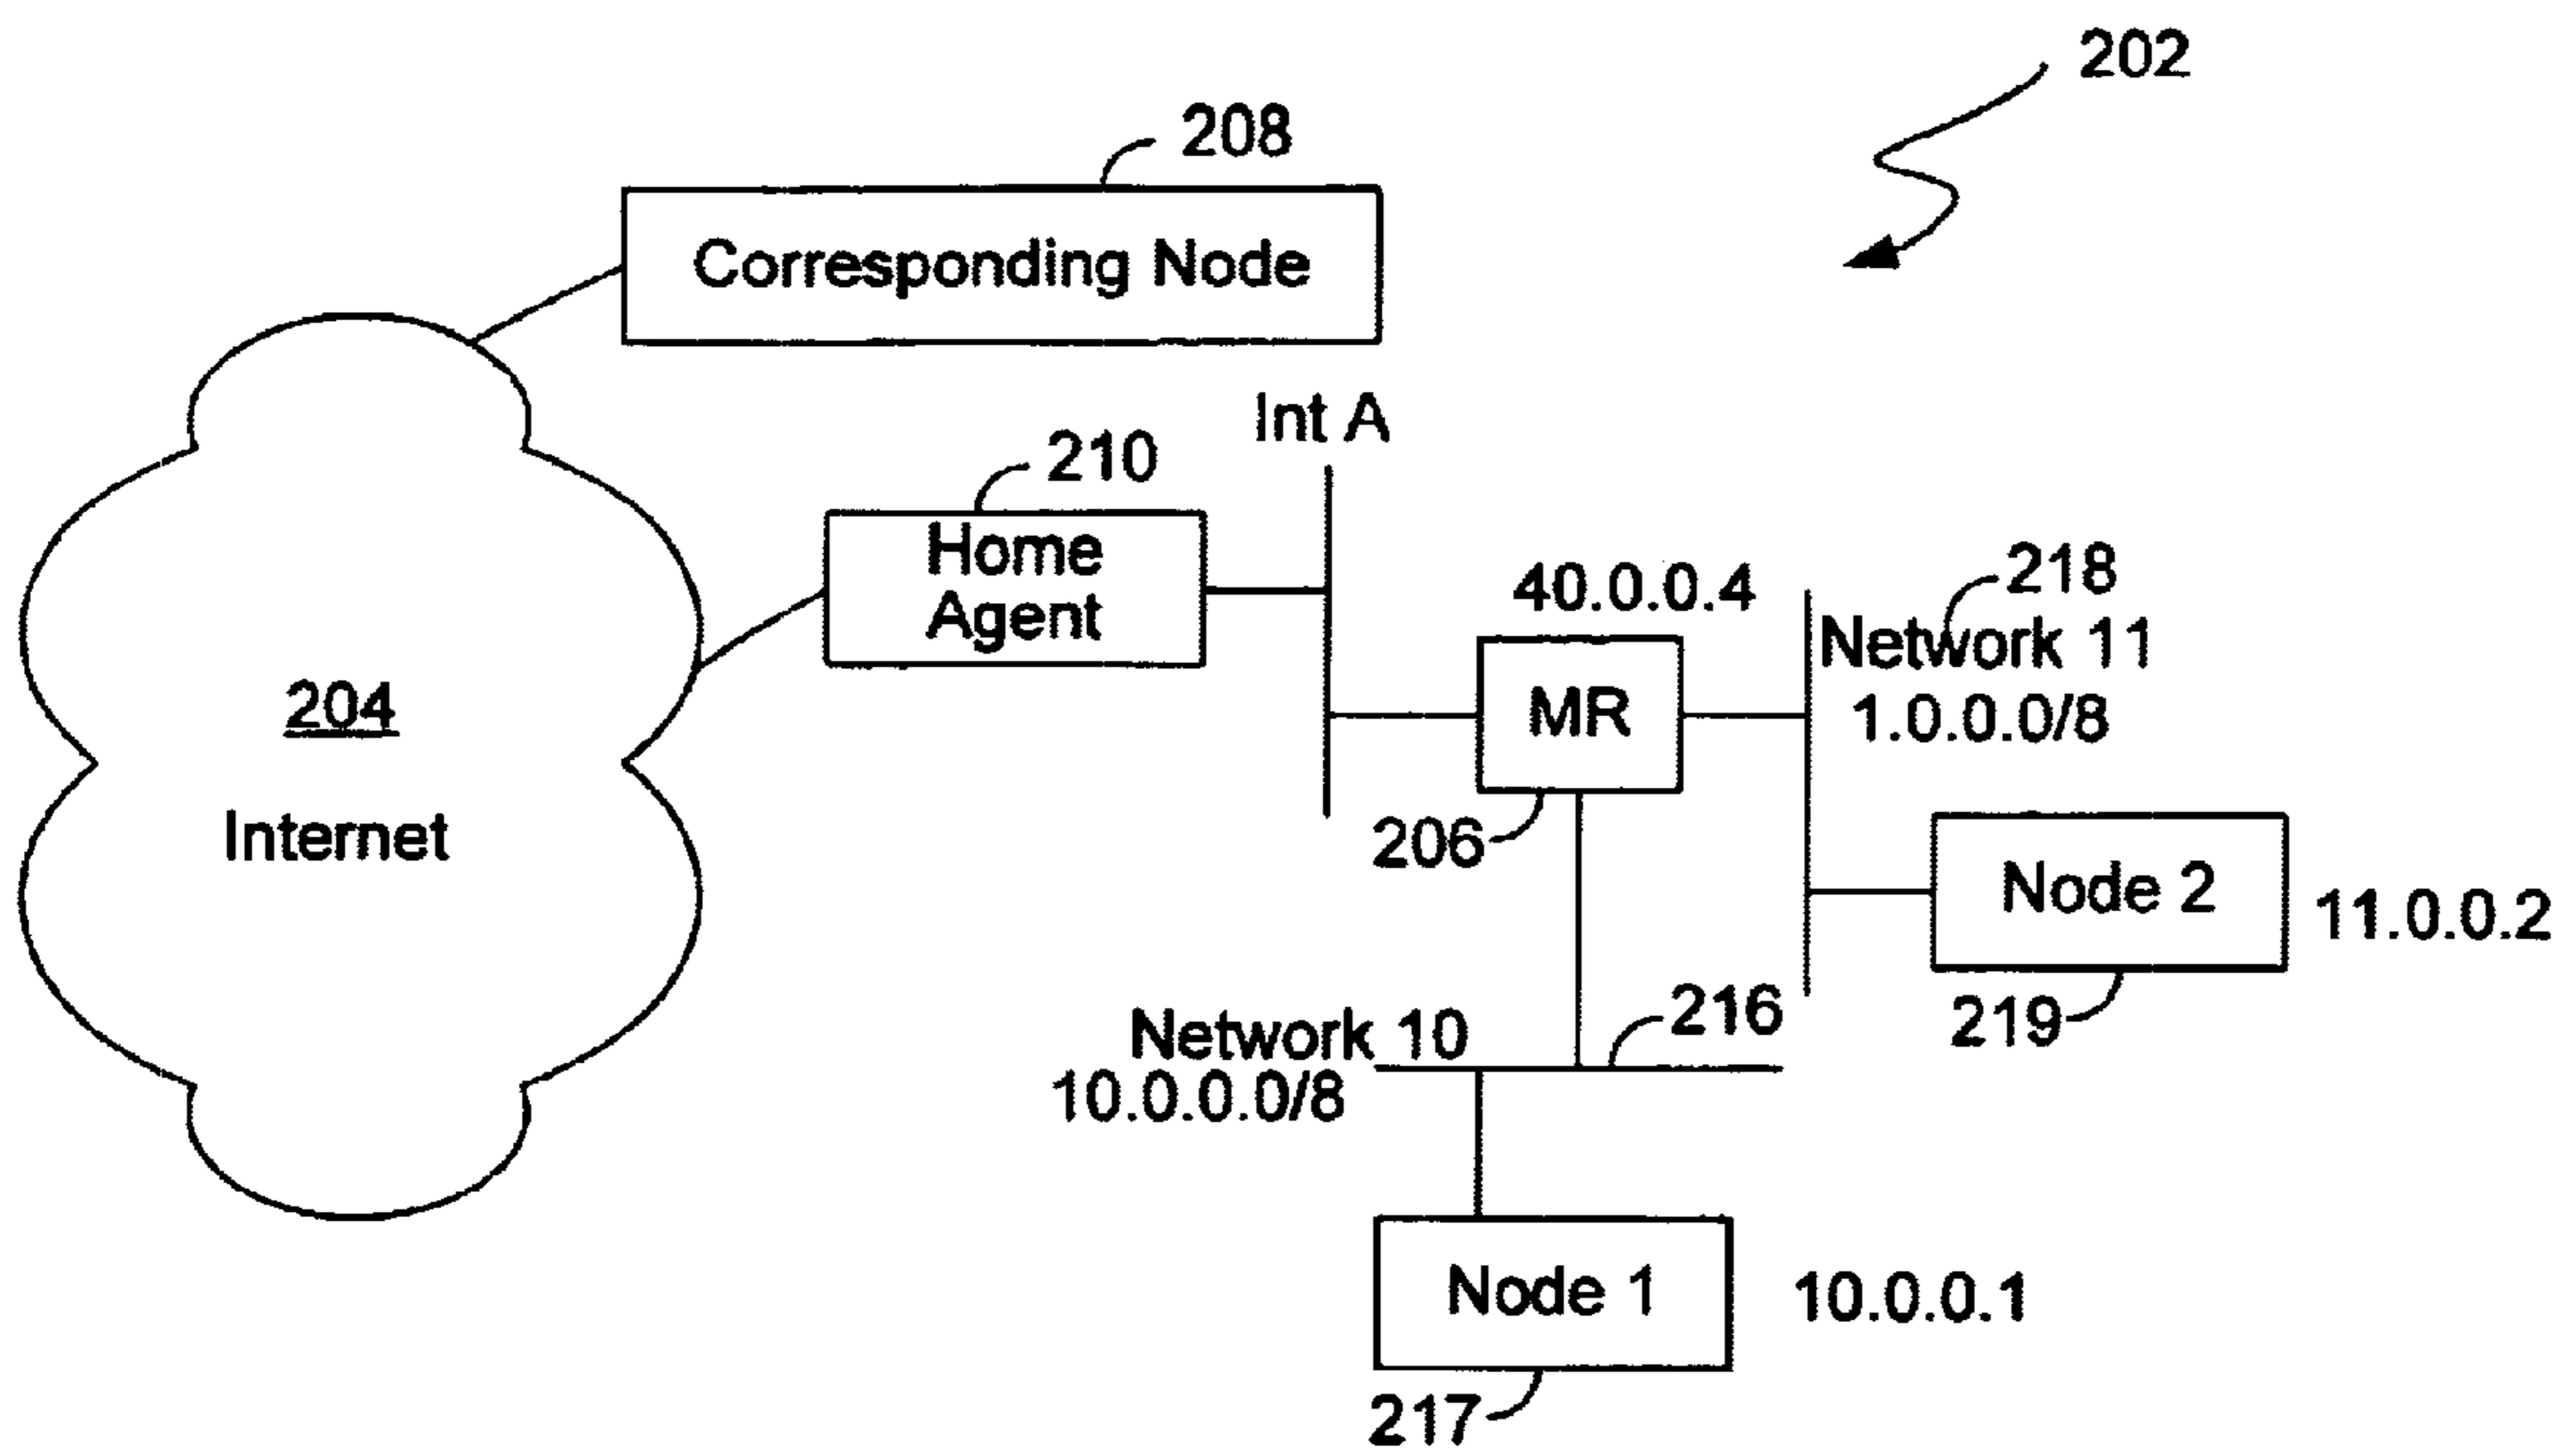 202
208
Corresponding Node
Int A
210
Home
Agent
40.0.0.4
218
Network 11
1.0.0.0/8
MR
204
Internet
206
Node 2
11.0.0.2
219
216
Network 10
10.0.0.0/8
Node 1
10.0.0.1
217